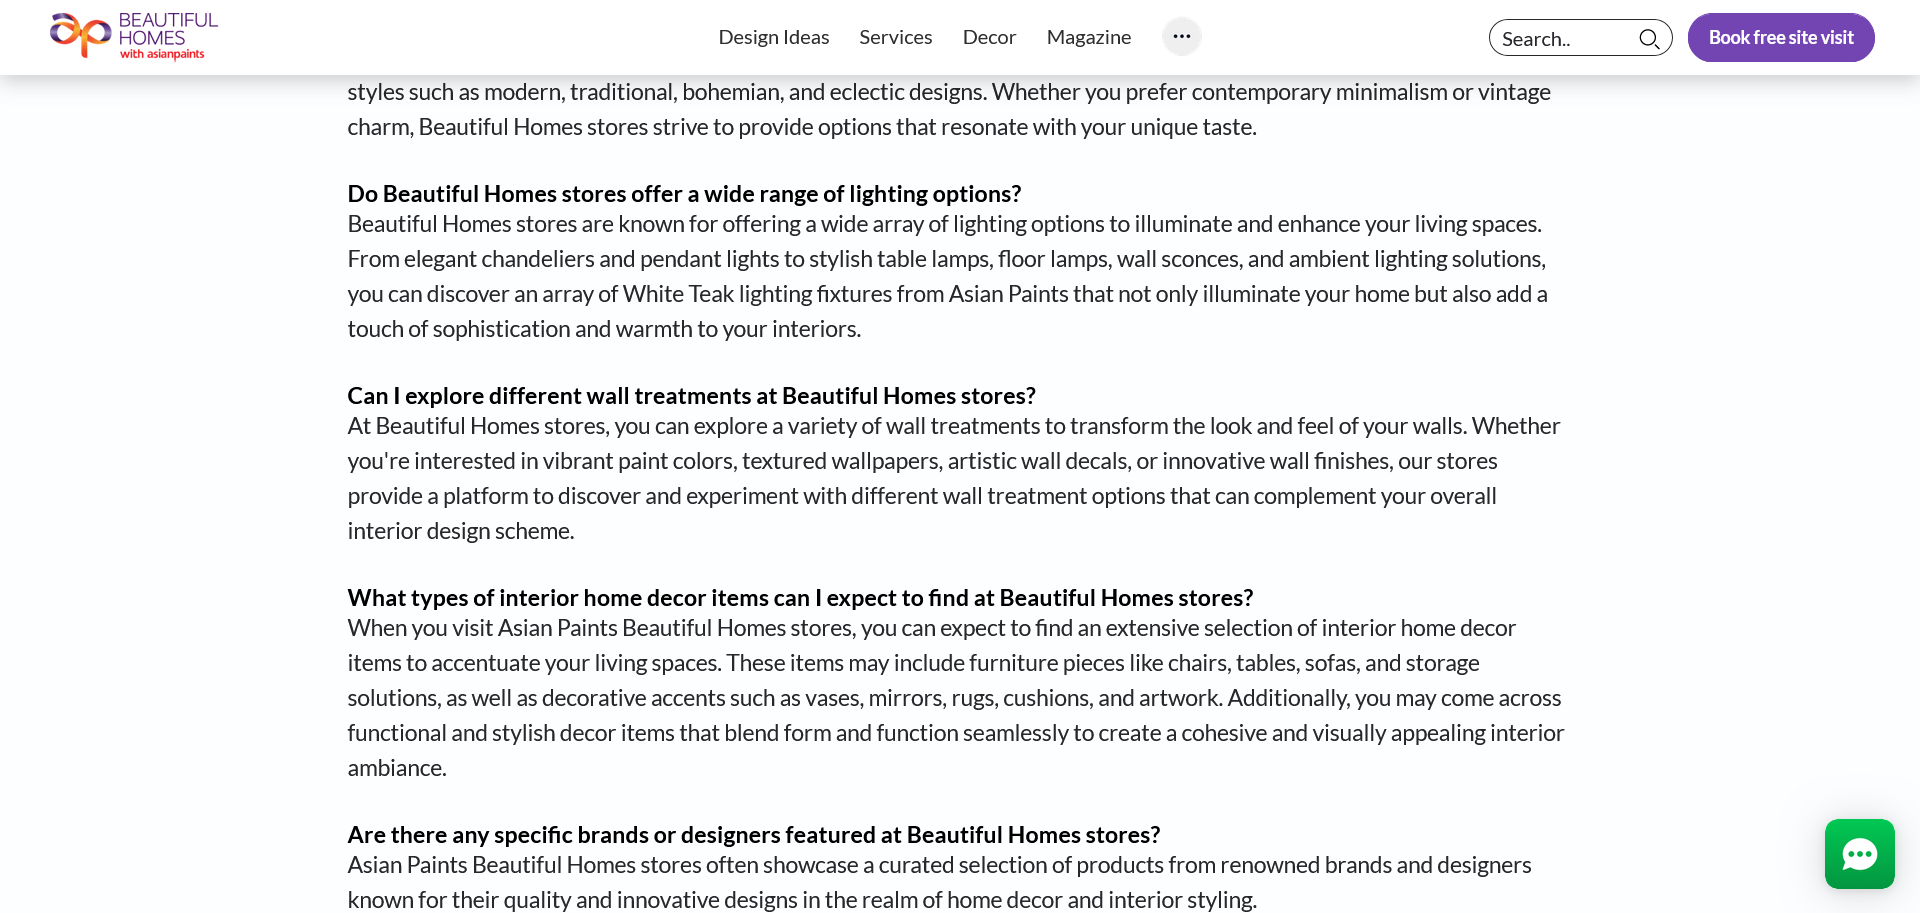 BEAUTIFUL
HOMES
with asianpaints
Design Ideas
Services
Decor
Magazine
Search..
Book free site visit
styles such as modern, traditional, bohemian, and eclectic designs. Whether you prefer contemporary minimalism or vintage
charm, Beautiful Homes stores strive to provide options that resonate with your unique taste.
Do Beautiful Homes stores offer a wide range of lighting options?
Beautiful Homes stores are known for offering a wide array of lighting options to illuminate and enhance your living spaces.
From elegant chandeliers and pendant lights to stylish table lamps, floor lamps, wall sconces, and ambient lighting solutions,
you can discover an array of White Teak lighting fixtures from Asian Paints that not only illuminate your home but also add a
touch of sophistication and warmth to your interiors.
Can I explore different wall treatments at Beautiful Homes stores?
At Beautiful Homes stores, you can explore a variety of wall treatments to transform the look and feel of your walls. Whether
you're interested in vibrant paint colors, textured wallpapers, artistic wall decals, or innovative wall finishes, our stores
provide a platform to discover and experiment with different wall treatment options that can complement your overall
interior design scheme.
What types of interior home decor items can I expect to find at Beautiful Homes stores?
When you visit Asian Paints Beautiful Homes stores, you can expect to find an extensive selection of interior home decor
items to accentuate your living spaces. These items may include furniture pieces like chairs, tables, sofas, and storage
solutions, as well as decorative accents such as vases, mirrors, rugs, cushions, and artwork. Additionally, you may come across
functional and stylish decor items that blend form and function seamlessly to create a cohesive and visually appealing interior
ambiance.
Are there any specific brands or designers featured at Beautiful Homes stores?
Asian Paints Beautiful Homes stores often showcase a curated selection of products from renowned brands and designers
known for their quality and innovative designs in the realm of home decor and interior styling.